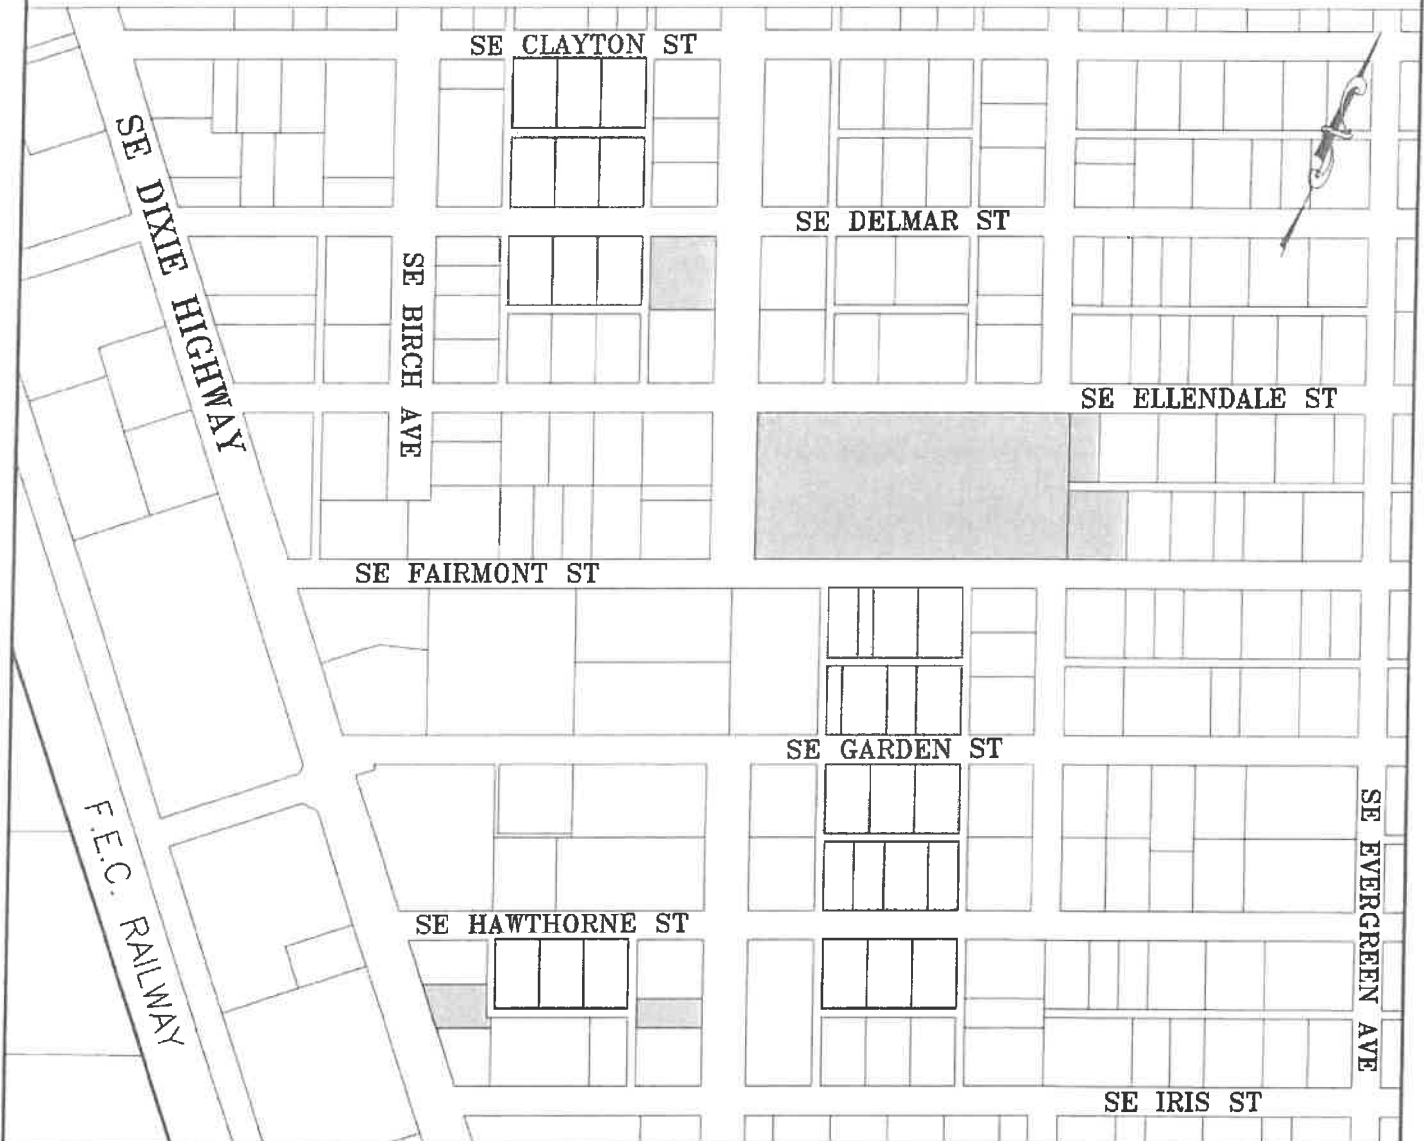 SE CLAYTON ST
SE DIXIE HIGHWAY
SE DELMAR ST
SE BIRCH AVE
SE ELLENDALE ST
SE FAIRMONT ST
SE GARDEN ST
SE EVERGREEN AVE
F.E.C. RAILWAY
SE HAWTHORNE ST
SE IRIS ST